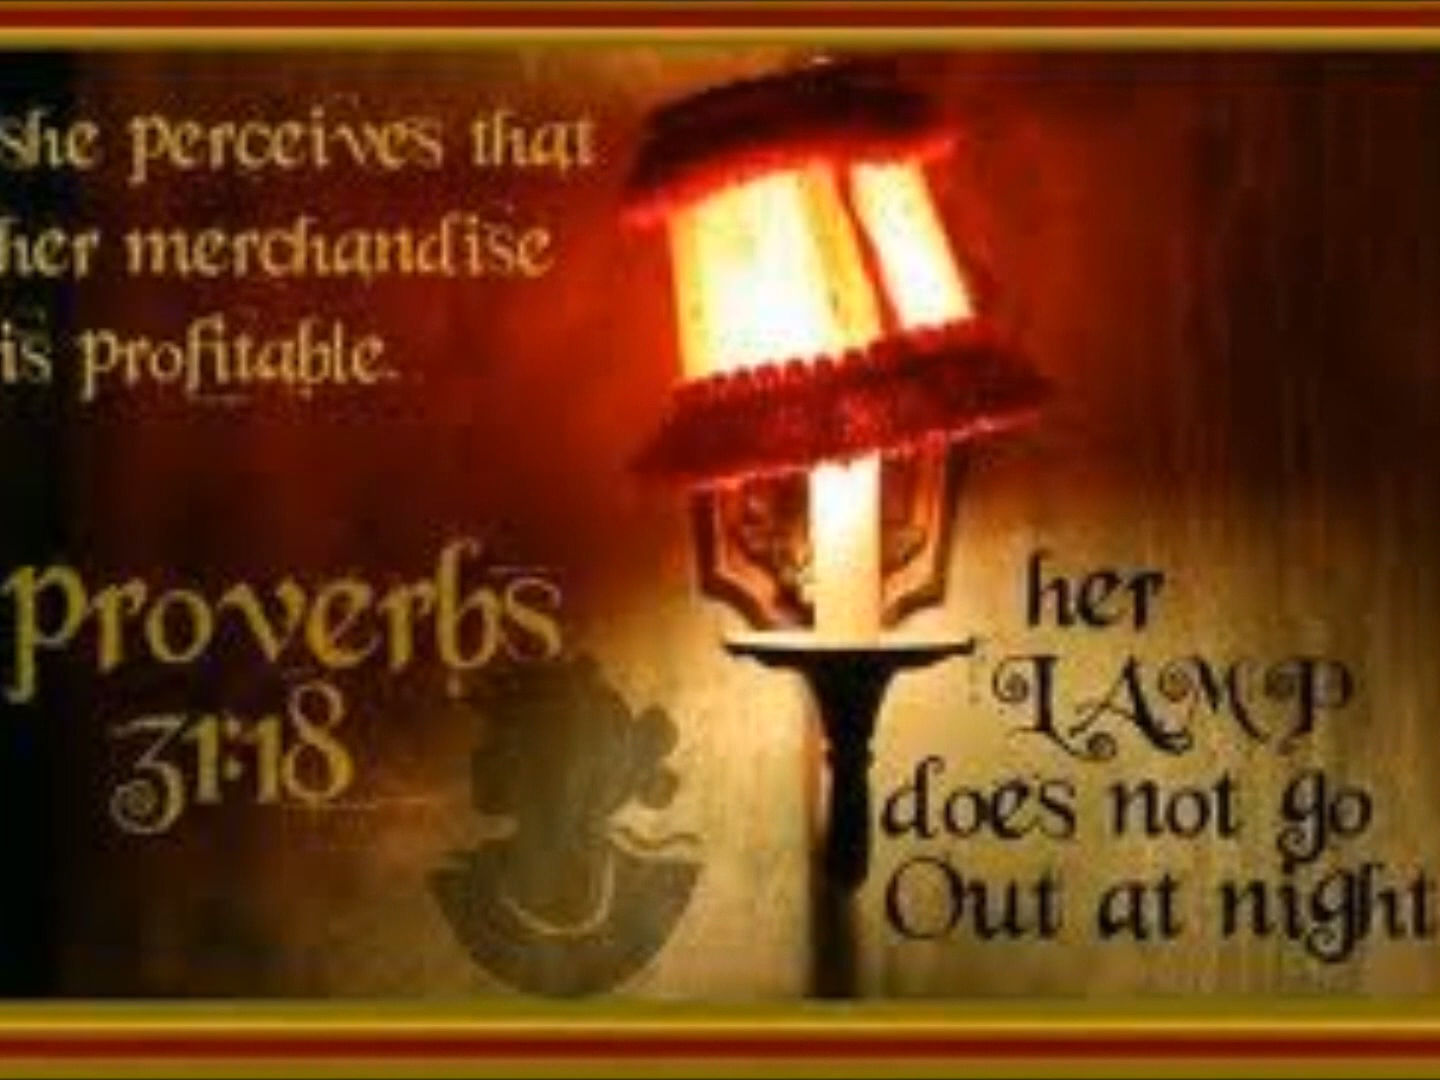 she perceives that
her merchandise
is profitable.
Proverbs
31:18
her
LAMP
does not go
Out at night